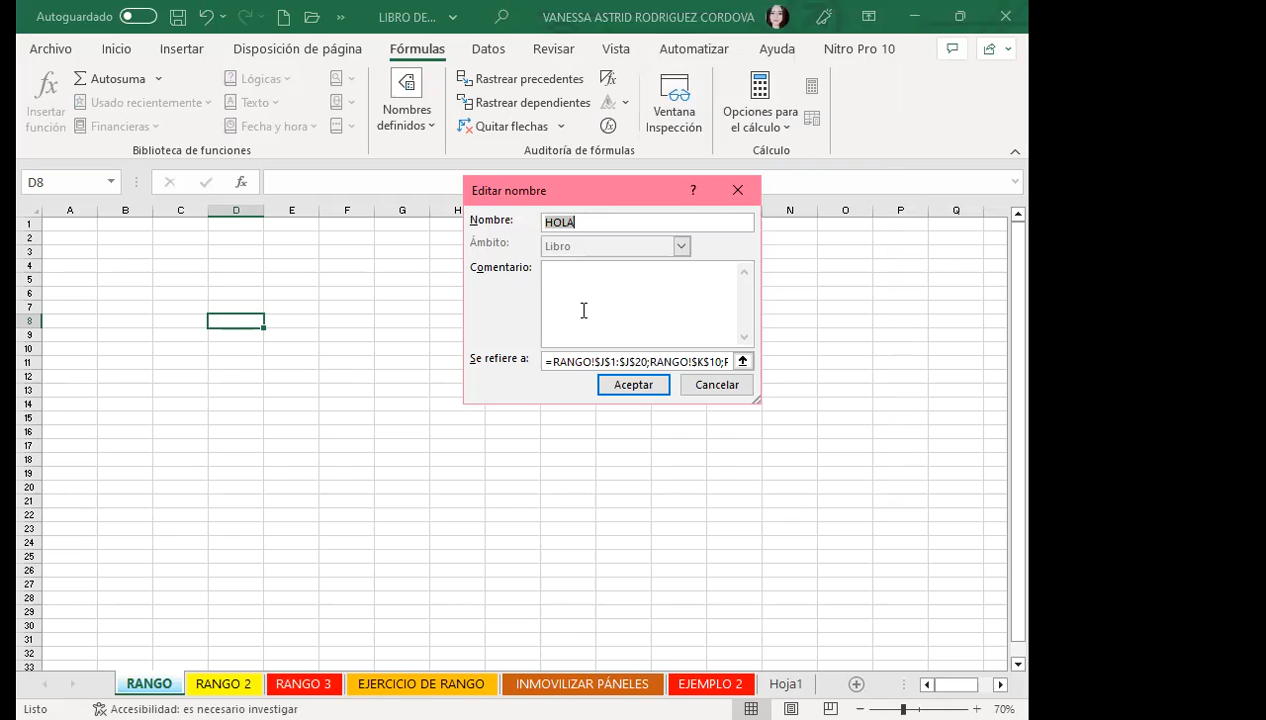 Autoguardado LIBRO DE... VANESSA ASTRID RODRIGUEZ CORDOVA
Archivo Inicio Insertar Disposición de página Fórmulas Datos Revisar Vista Automatizar Ayuda Nitro Pro 10
fx Insertar función
Autosuma Lógicas
Usado recientemente Texto
Financieras Fecha y hora
Biblioteca de funciones
Nombres definidos
Rastrear precedentes
Rastrear dependientes
Quitar flechas
Ventana Inspección
Auditoría de fórmulas
Opciones para el cálculo
Cálculo
D8 fx
Editar nombre ? 
Nombre: HOLA
Ámbito: Libro
Comentario:
Se refiere a: =RANGO!$J$1:$J$20;RANGO!$K$10;F
Aceptar Cancelar
A B C D E F G H N O P Q
1
2
3
4
5
6
7
8
9
10
11
12
13
14
15
16
17
18
19
20
21
22
23
24
25
26
27
28
29
30
31
32
33
RANGO RANGO 2 RANGO 3 EJERCICIO DE RANGO INMOVILIZAR PÁNELES EJEMPLO 2 Hoja1
Listo Accesibilidad: es necesario investigar 70%